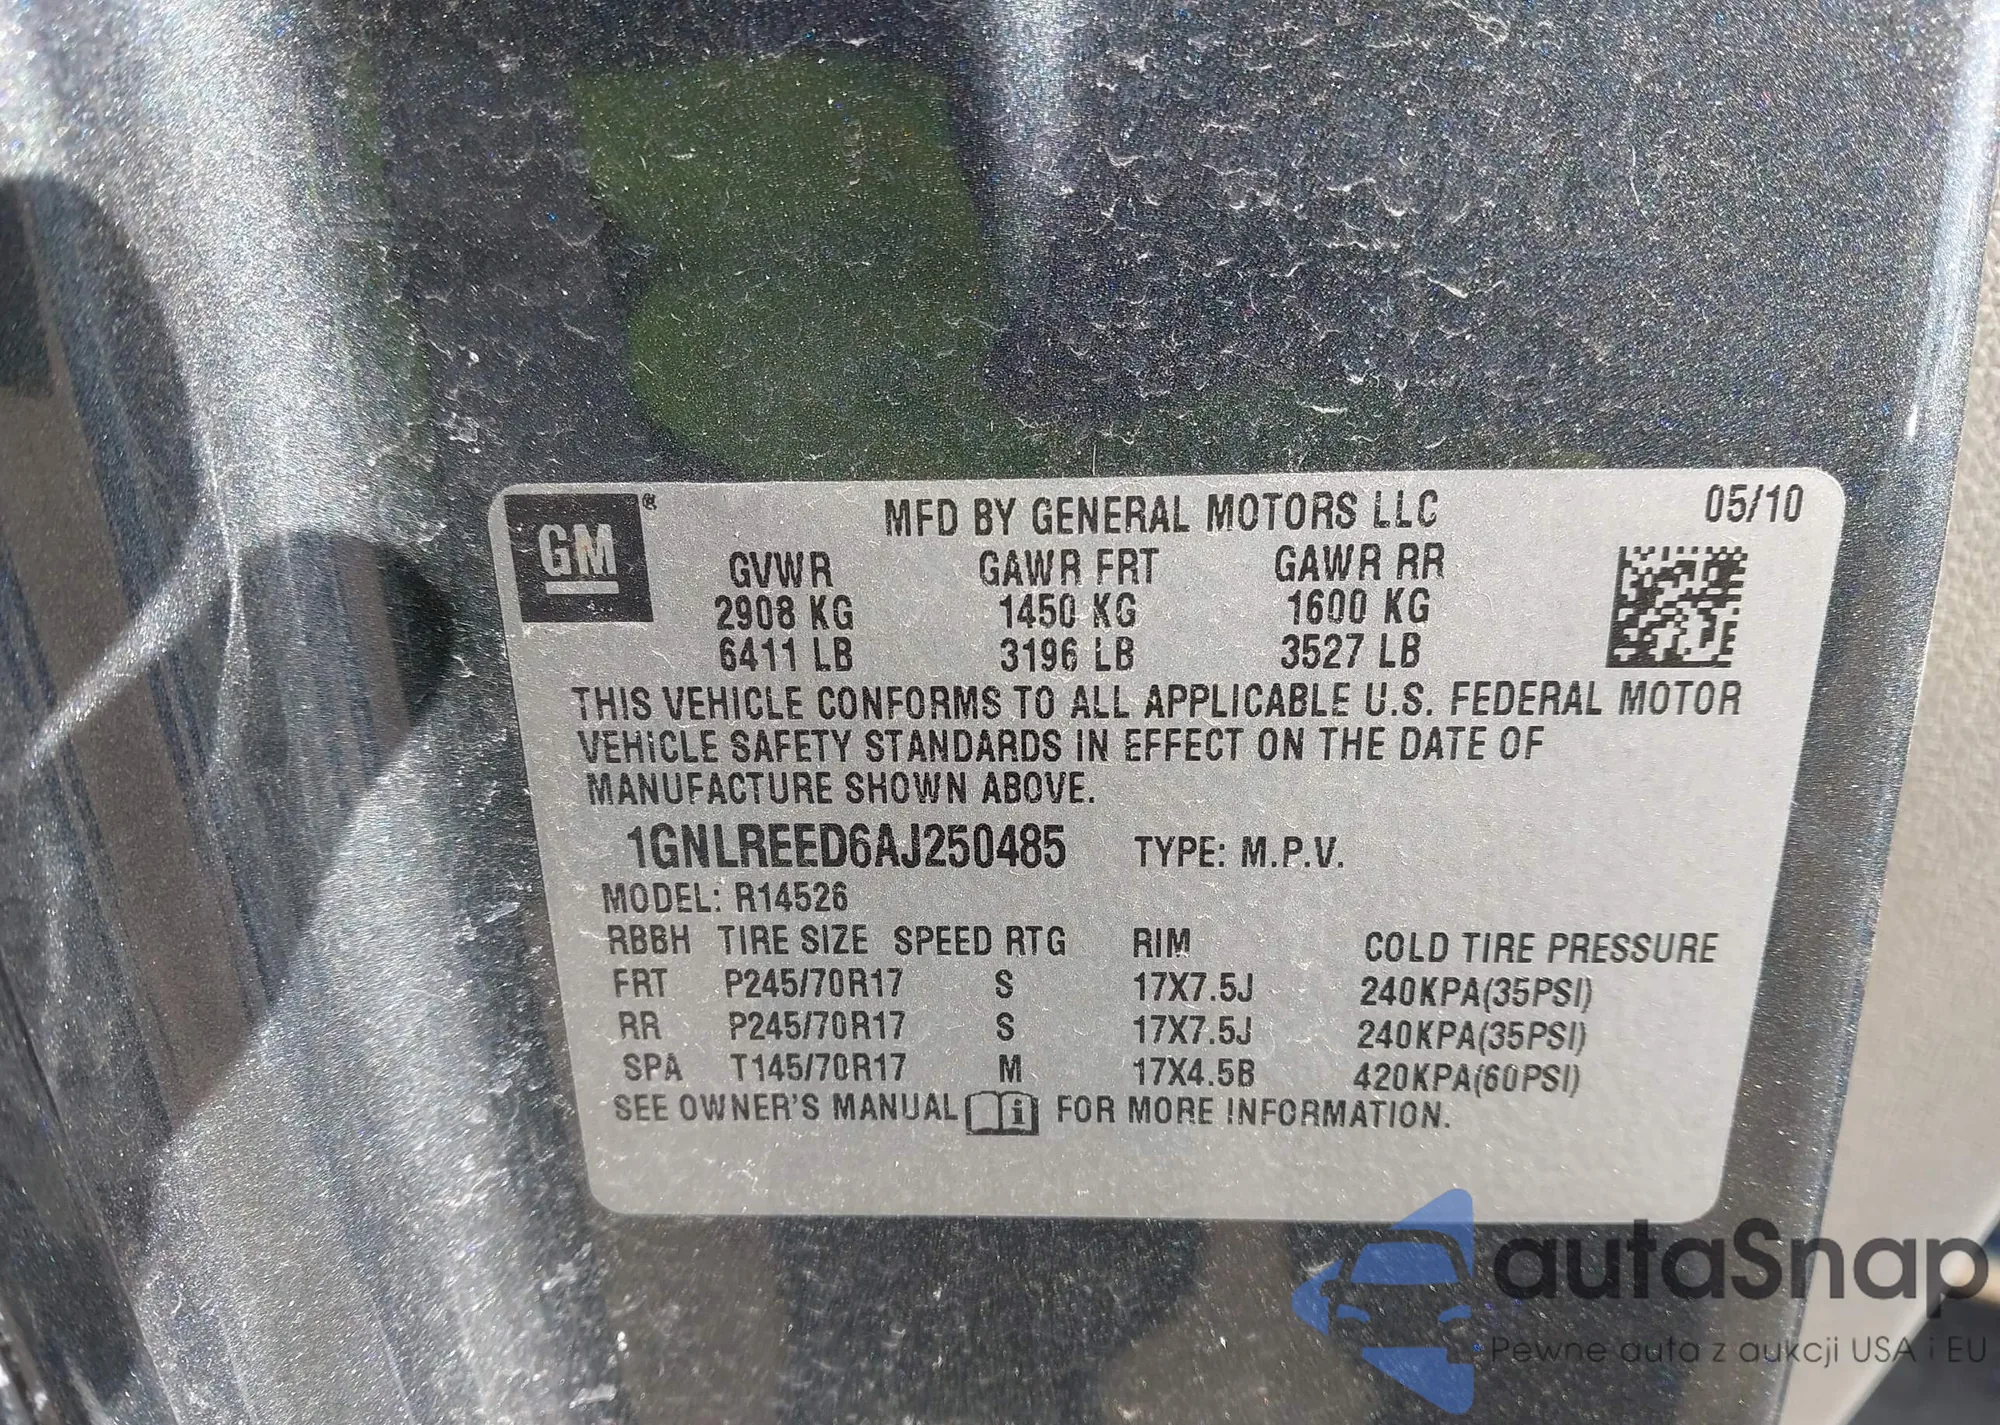 GM ® MFD BY GENERAL MOTORS LLC 05/10
GVWR GAWR FRT GAWR RR
2908 KG 1450 KG 1600 KG
6411 LB 3196 LB 3527 LB
THIS VEHICLE CONFORMS TO ALL APPLICABLE U.S. FEDERAL MOTOR
VEHICLE SAFETY STANDARDS IN EFFECT ON THE DATE OF
MANUFACTURE SHOWN ABOVE.
1GNLREED6AJ250485 TYPE: M.P.V.
MODEL: R14526
RBBH TIRE SIZE SPEED RTG RIM COLD TIRE PRESSURE
FRT P245/70R17 S 17X7.5J 240KPA(35PSI)
RR P245/70R17 S 17X7.5J 240KPA(35PSI)
SPA T145/70R17 M 17X4.5B 420KPA(60PSI)
SEE OWNER'S MANUAL i FOR MORE INFORMATION.
autaSnap
Pewne auta z aukcji USA i EU